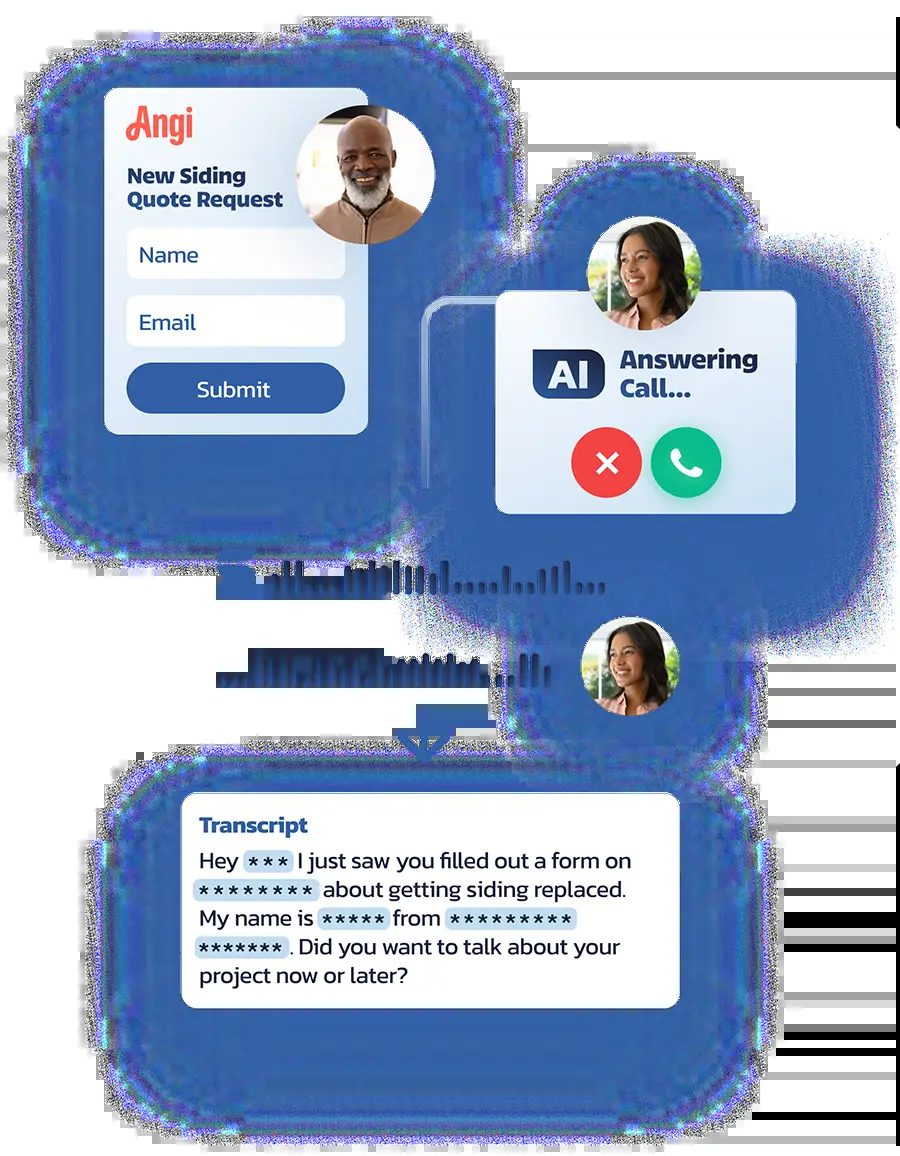 Angi
New Siding
Quote Request
Name
Email
Submit
AI
Answering
Call...
Transcript
Hey *** I just saw you filled out a form on
******** about getting siding replaced.
My name is ***** from *********
*******. Did you want to talk about your
project now or later?